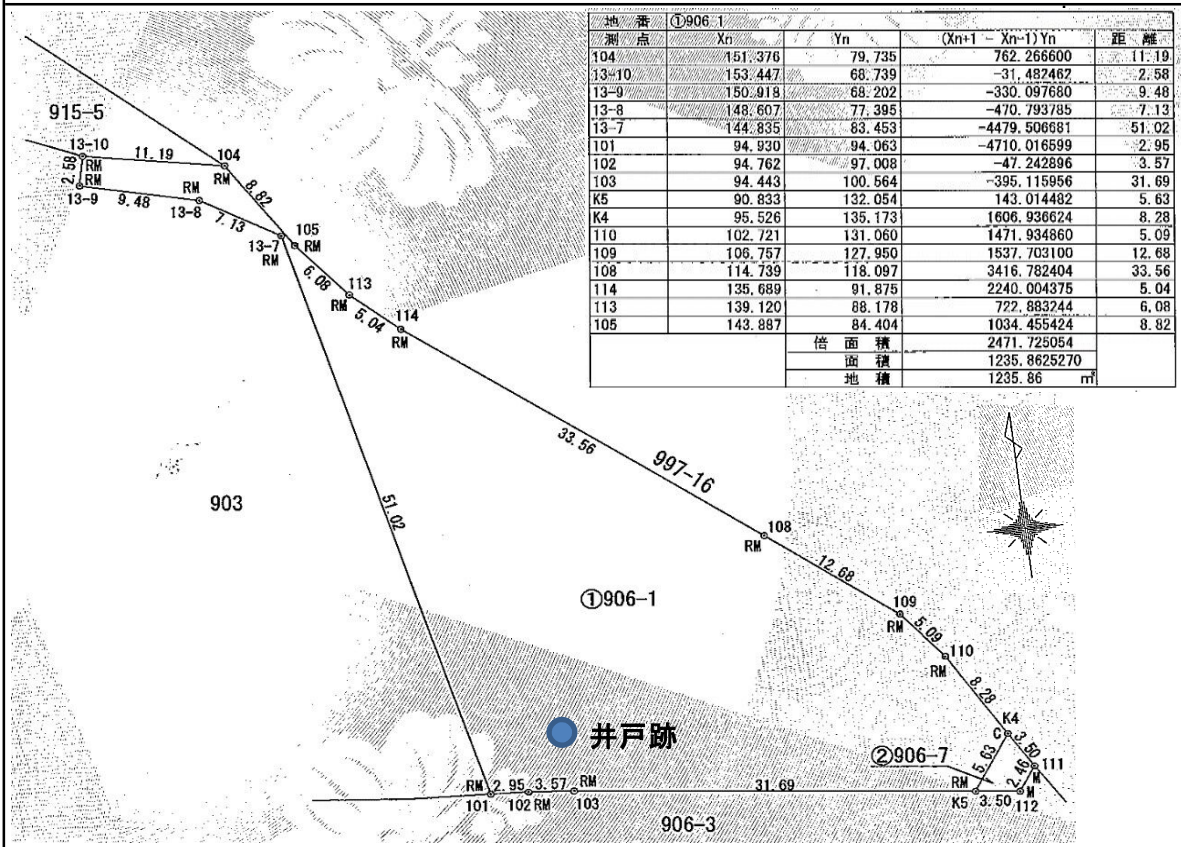 地 番 ①906-1
測 点 Xn Yn (Xn+1 - Xn-1)Yn 距 離
104 151.376 79.735 762.266600 11.19
13-10 153.447 68.739 -31.482462 2.58
13-9 150.918 68.202 -330.097680 9.48
13-8 148.607 77.395 -470.793785 7.13
13-7 144.835 83.453 -4479.506681 51.02
101 94.930 94.063 -4710.016599 2.95
102 94.762 97.008 -47.242896 3.57
103 94.443 100.564 -395.115956 31.69
K5 90.833 132.054 143.014482 5.63
K4 95.526 135.173 1606.936624 8.28
110 102.721 131.060 1471.934860 5.09
109 106.757 127.950 1537.703100 12.68
108 114.739 118.097 3416.782404 33.56
114 135.689 91.875 2240.004375 5.04
113 139.120 88.178 722.883244 6.08
105 143.887 84.404 1034.455424 8.82
倍 面 積 2471.725054
面 積 1235.8625270
地 積 1235.86 ㎡
915-5
13-10
RM
11.19
104
RM
2.58
RM
13-9
9.48
RM
13-8
7.13
8.82
13-7
RM
105
RM
6.08
113
RM
5.04
114
RM
33.56
997-16
903
51.02
108
RM
12.68
①906-1
109
RM
5.09
110
RM
8.28
K4
C
3.50
111
M
井戸跡
②906-7
5.63
2.46
RM
101
2.95
102
RM
3.57
RM
103
31.69
RM
K5
3.50
M
112
906-3